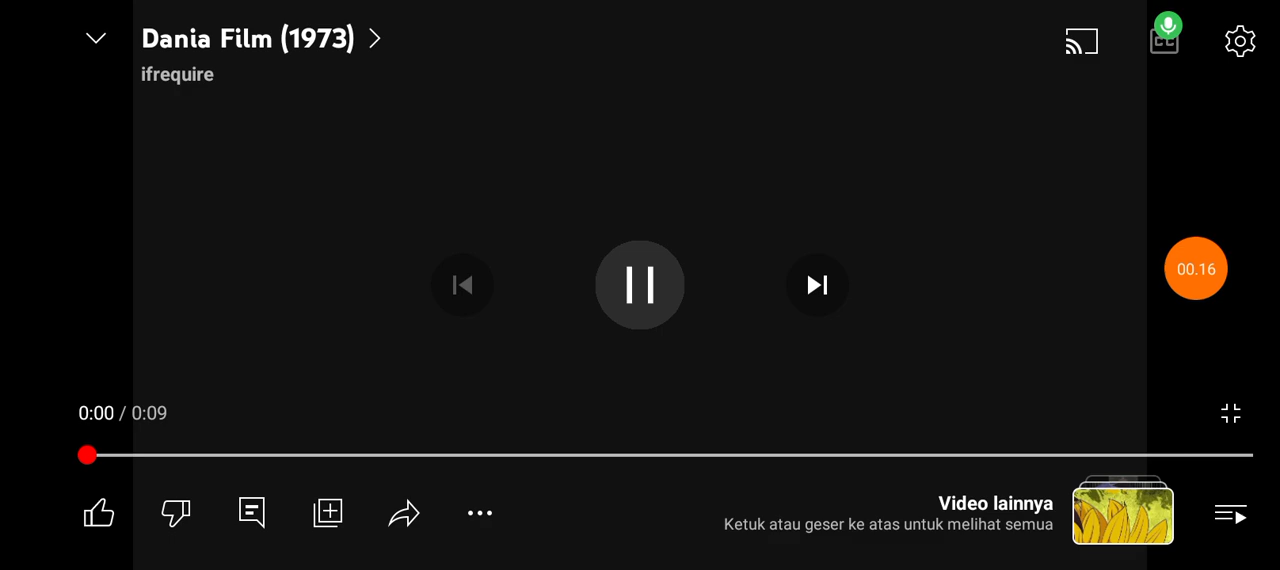 Dania Film (1973)
ifrequire
CC
00.16
0:00 / 0:09
Video lainnya
Ketuk atau geser ke atas untuk melihat semua